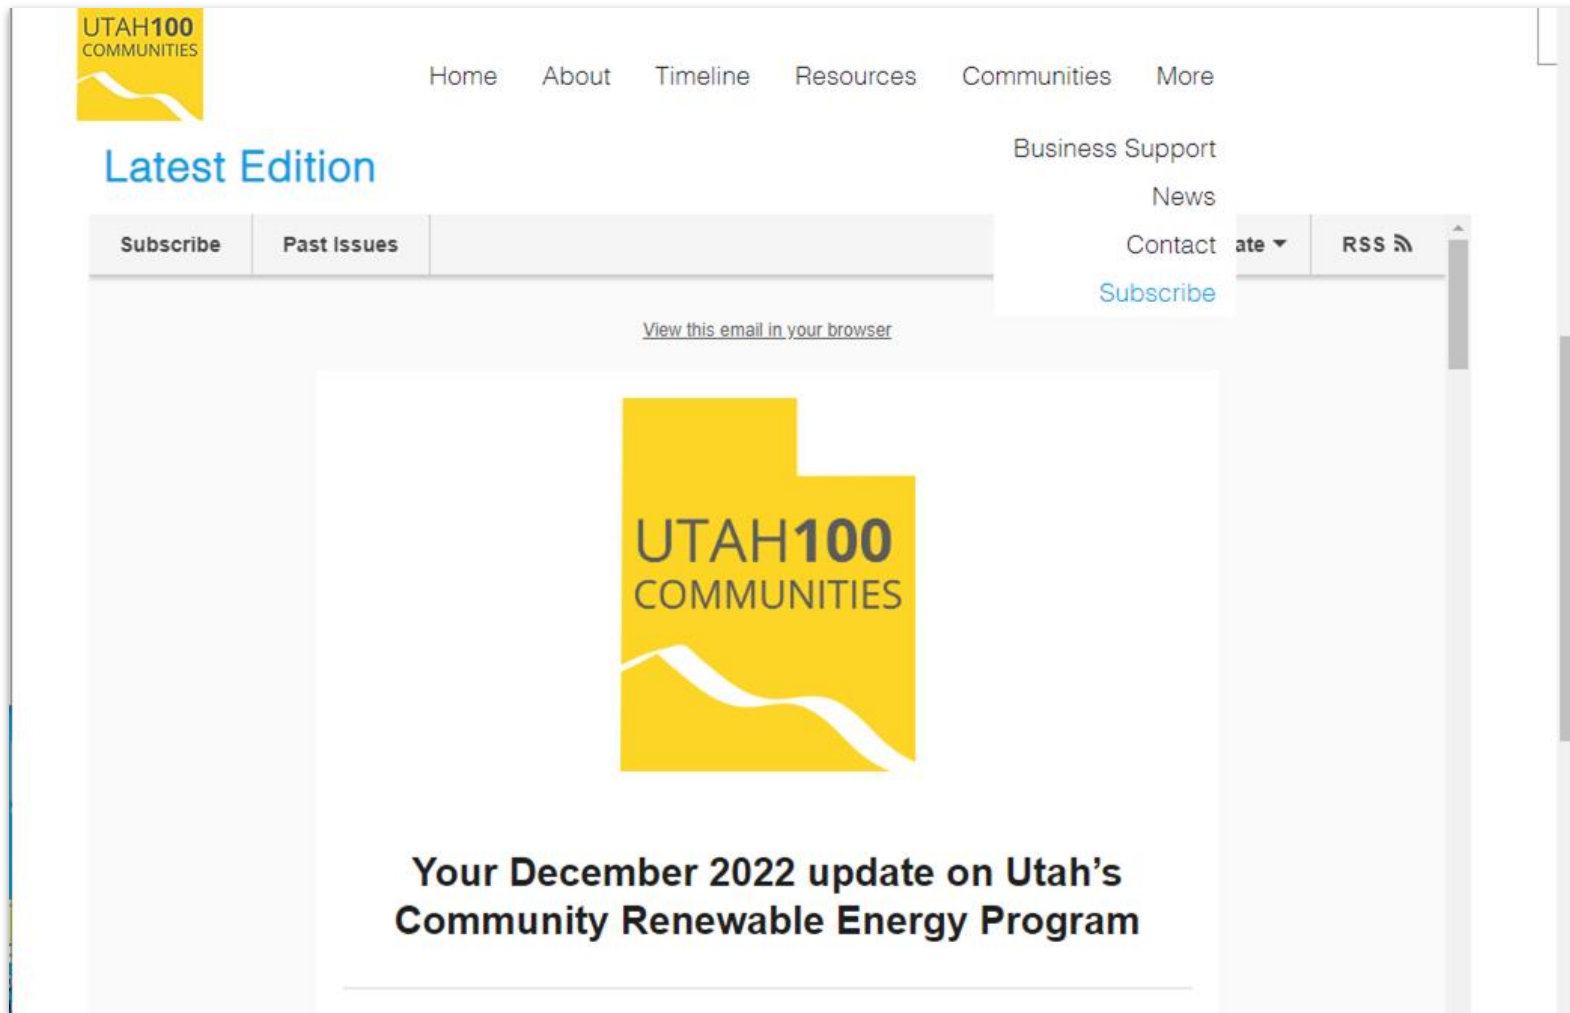 UTAH100
COMMUNITIES
Home About Timeline Resources Communities More
Business Support
News
Contact
Subscribe
Latest Edition
Subscribe Past Issues RSS
View this email in your browser
UTAH100
COMMUNITIES
Your December 2022 update on Utah’s
Community Renewable Energy Program